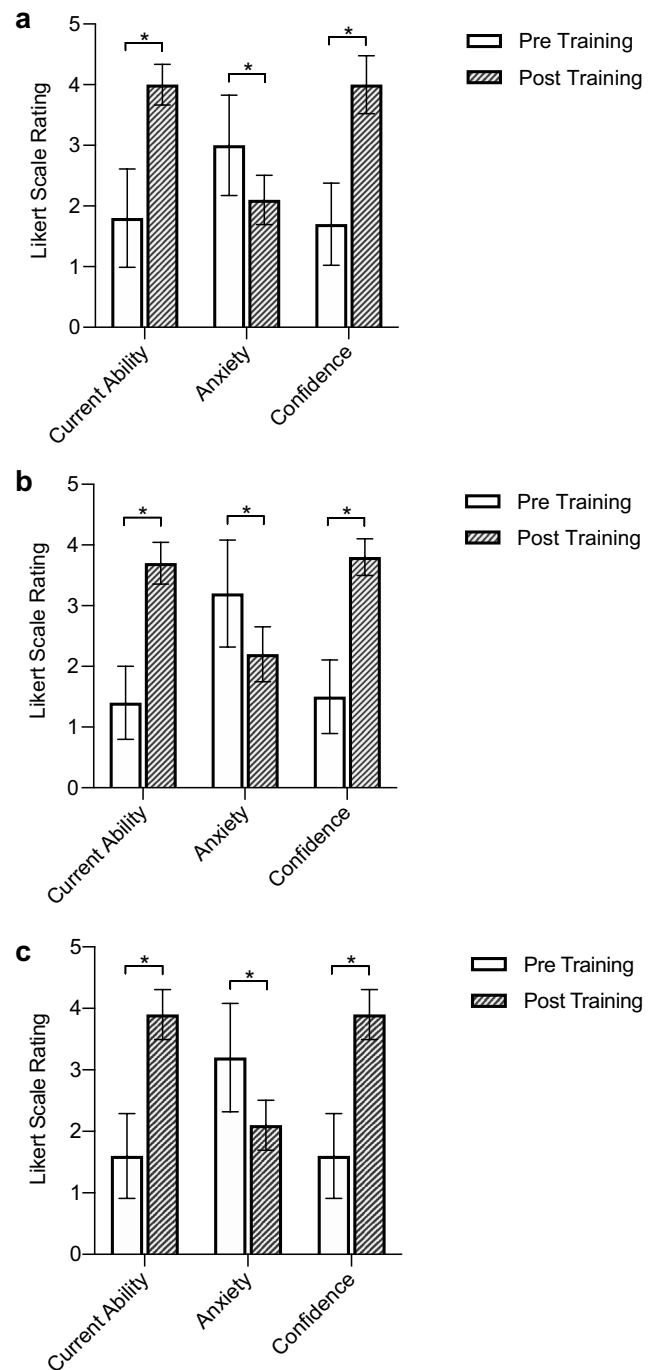 a
5
4
3
2
1
0
Likert Scale Rating
*
*
*
Current Ability
Anxiety
Confidence
Pre Training
Post Training
b
5
4
3
2
1
0
Likert Scale Rating
*
*
*
Current Ability
Anxiety
Confidence
Pre Training
Post Training
c
5
4
3
2
1
0
Likert Scale Rating
*
*
*
Current Ability
Anxiety
Confidence
Pre Training
Post Training